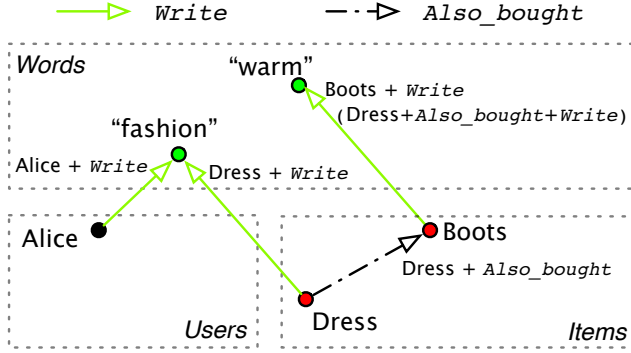 Write Also_bought
Words
“warm”
Boots + Write
(Dress+Also_bought+Write)
“fashion”
Alice + Write
Dress + Write
Alice
Boots
Dress + Also_bought
Dress
Users
Items